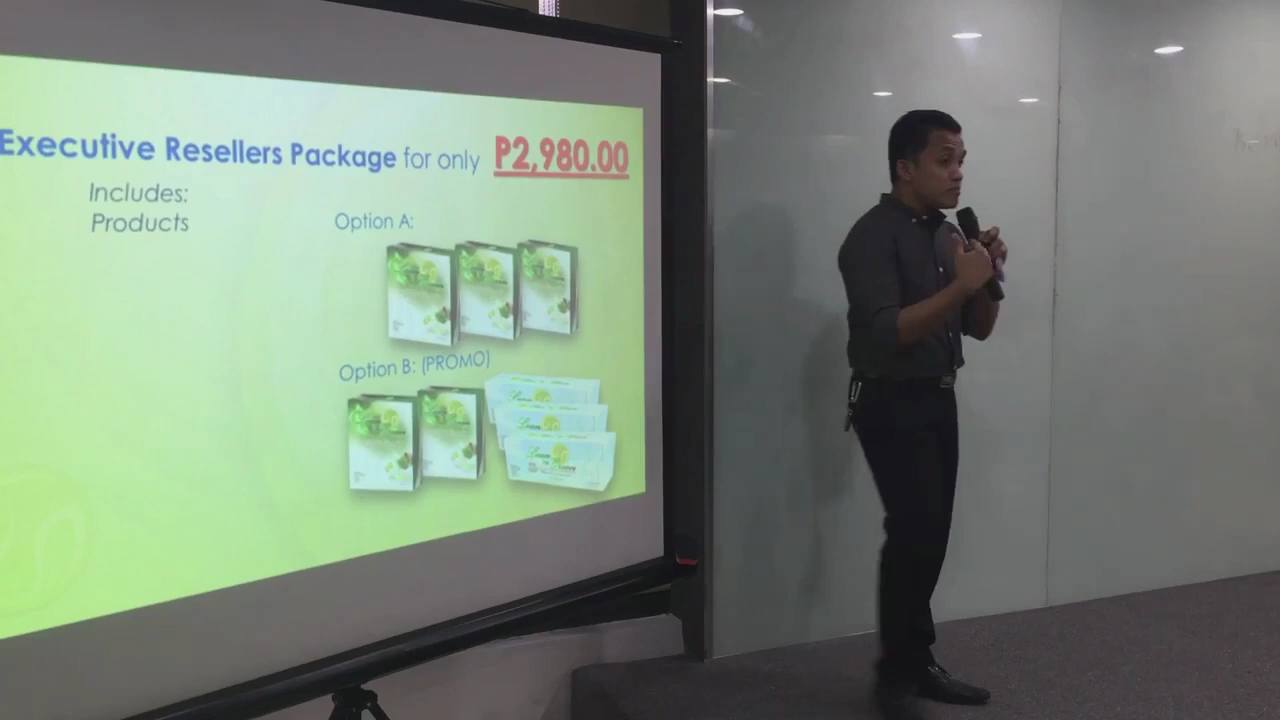 Executive Resellers Package for only P2,980.00
Includes:
Products
Option A:
Option B: (PROMO)